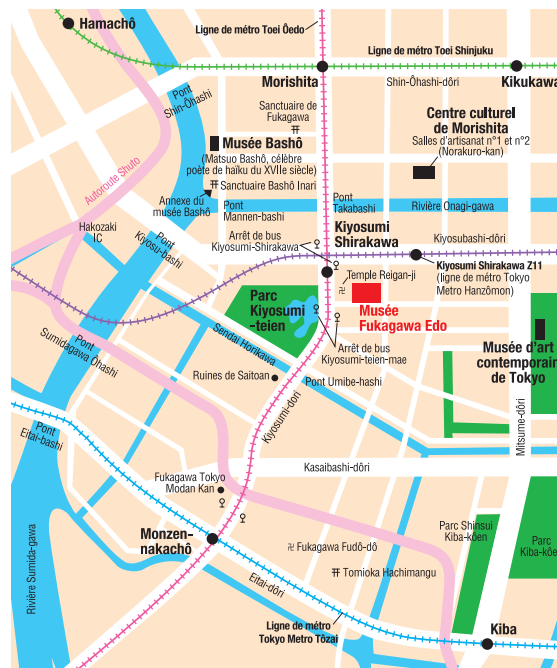 Hamachô
Ligne de métro Toei Ôedo
Ligne de métro Toei Shinjuku
Morishita
Kikukawa
Shin-Ôhashi-dôri
Pont
Shin-Ôhashi
Sanctuaire de
Fukagawa
Centre culturel
de Morishita
Salles d'artisanat n°1 et n°2
(Norakuro-kan)
Musée Bashô
(Matsuo Bashô, célèbre
poète de haïku du XVIIe siècle)
Sanctuaire Bashô Inari
Autoroute Shuto
Annexe du
musée Bashô
Pont
Mannen-bashi
Pont
Takabashi
Rivière Onagi-gawa
Hakozaki
IC
Pont
Kiyosu-bashi
Arrêt de bus
Kiyosumi-Shirakawa
Kiyosumi
Shirakawa
Kiyosubashi-dôri
Kiyosumi Shirakawa Z11
(ligne de métro Tokyo
Metro Hanzômon)
Temple Reigan-ji
Parc
Kiyosumi
-teien
Musée
Fukagawa Edo
Pont
Sumidagawa Ôhashi
Sendai Horikawa
Arrêt de bus
Kiyosumi-teien-mae
Musée d'art
contemporain
de Tokyo
Ruines de Saitoan
Pont Umibe-hashi
Kiyosumi-dori
Mitsume-dôri
Pont
Eitai-bashi
Kasaibashi-dôri
Fukagawa Tokyo
Modan Kan
Monzen-
nakachô
Parc Shinsui
Kiba-kôen
Parc
Kiba-kôe
Fukagawa Fudô-dô
Tomioka Hachimangu
Rivière Sumida-gawa
Eitai-dôri
Ligne de métro
Tokyo Metro Tôzai
Kiba